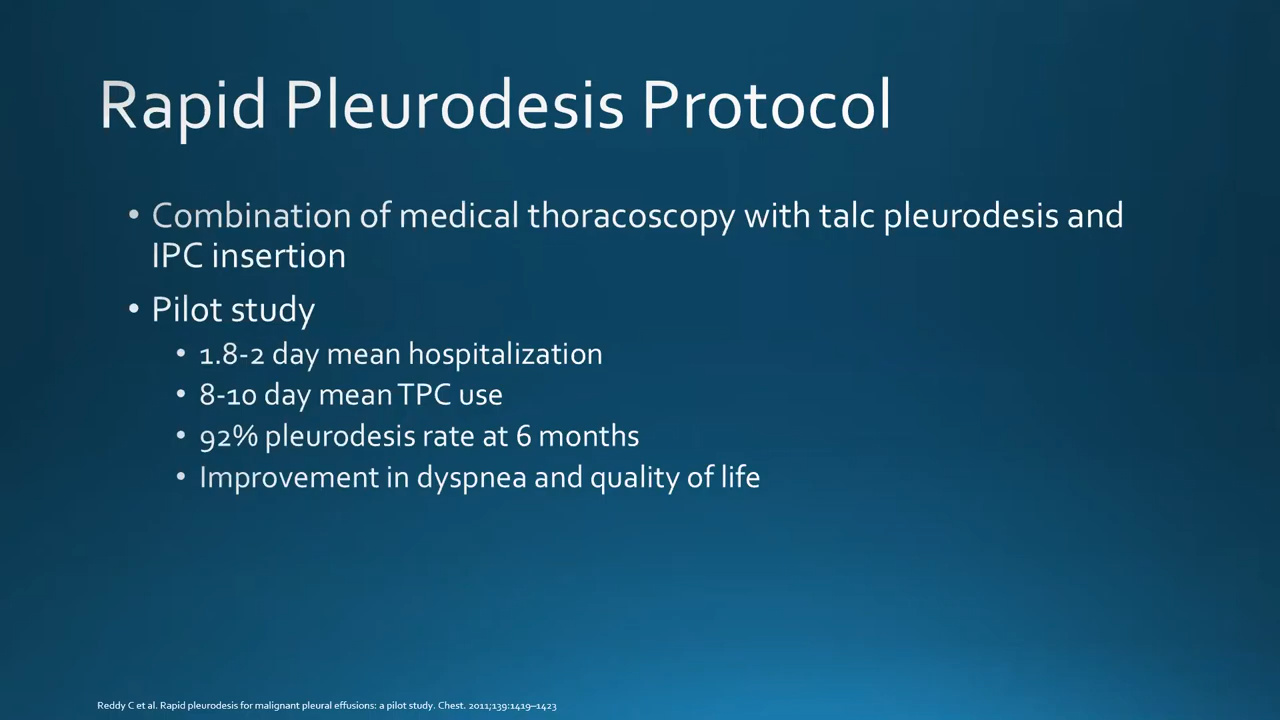 Rapid Pleurodesis Protocol
• Combination of medical thoracoscopy with talc pleurodesis and
IPC insertion
• Pilot study
• 1.8-2 day mean hospitalization
• 8-10 day mean TPC use
• 92% pleurodesis rate at 6 months
• Improvement in dyspnea and quality of life
Reddy C et al. Rapid pleurodesis for malignant pleural effusions: a pilot study. Chest. 2011;139:1419–1423